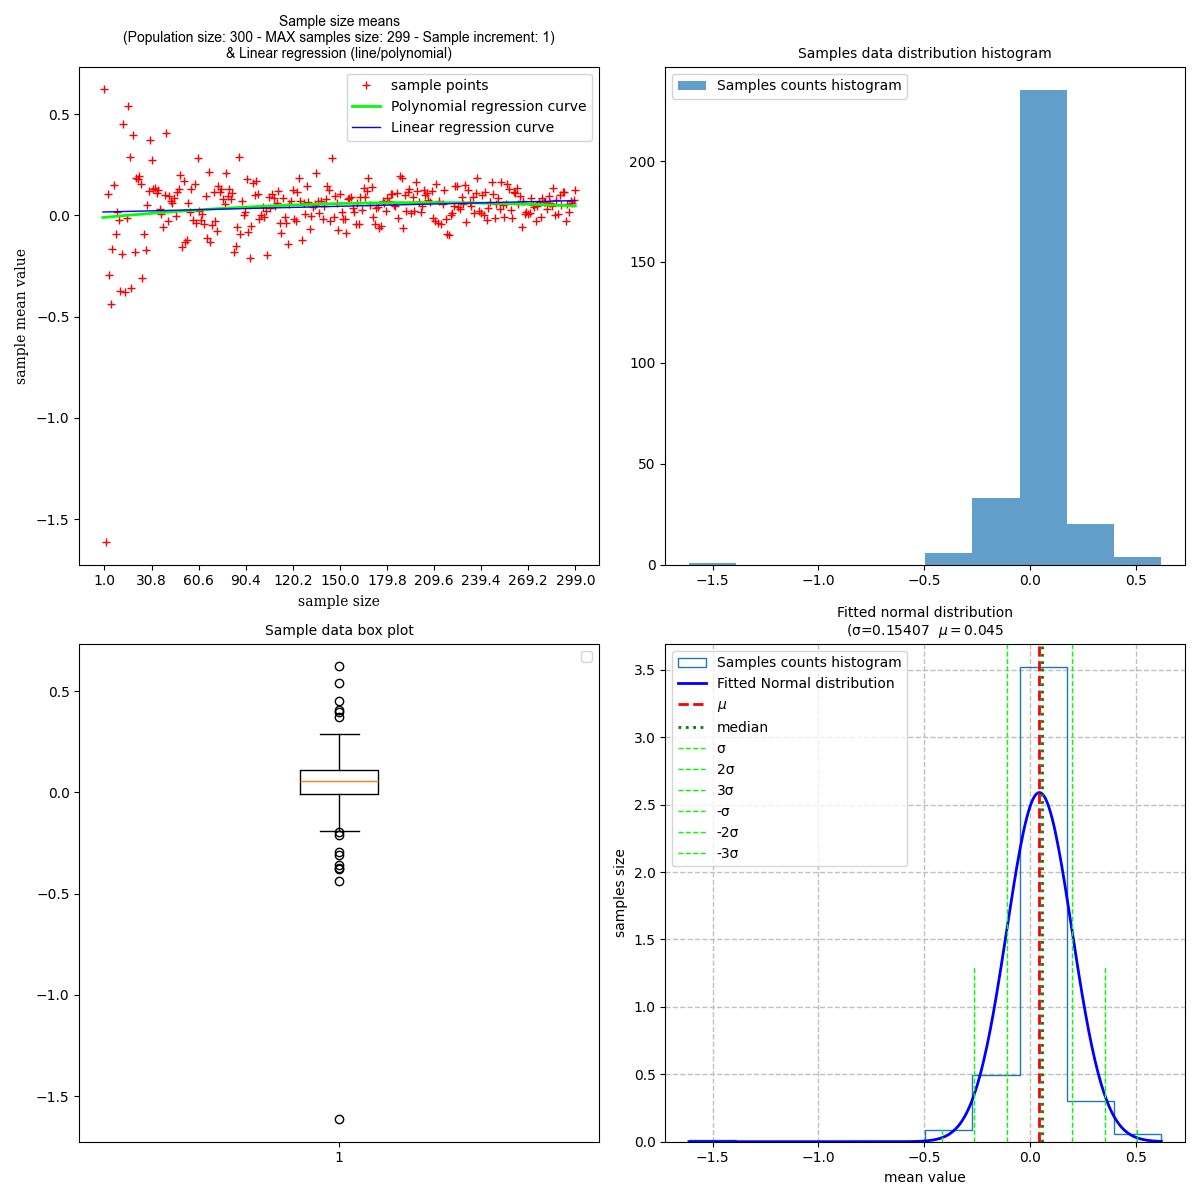 Sample size means
(Population size: 300 - MAX samples size: 299 - Sample increment: 1)
& Linear regression (line/polynomial)
sample points
Polynomial regression curve
Linear regression curve
0.5
0.0
−0.5
−1.0
−1.5
sample mean value
1.0 30.8 60.6 90.4 120.2 150.0 179.8 209.6 239.4 269.2 299.0
sample size
Samples data distribution histogram
Samples counts histogram
200
150
100
50
0
−1.5 −1.0 −0.5 0.0 0.5
Sample data box plot
0.5
0.0
−0.5
−1.0
−1.5
1
Fitted normal distribution
(σ=0.15407 μ = 0.045
Samples counts histogram
Fitted Normal distribution
μ
median
σ
2σ
3σ
-σ
-2σ
-3σ
3.5
3.0
2.5
2.0
1.5
1.0
0.5
0.0
samples size
−1.5 −1.0 −0.5 0.0 0.5
mean value